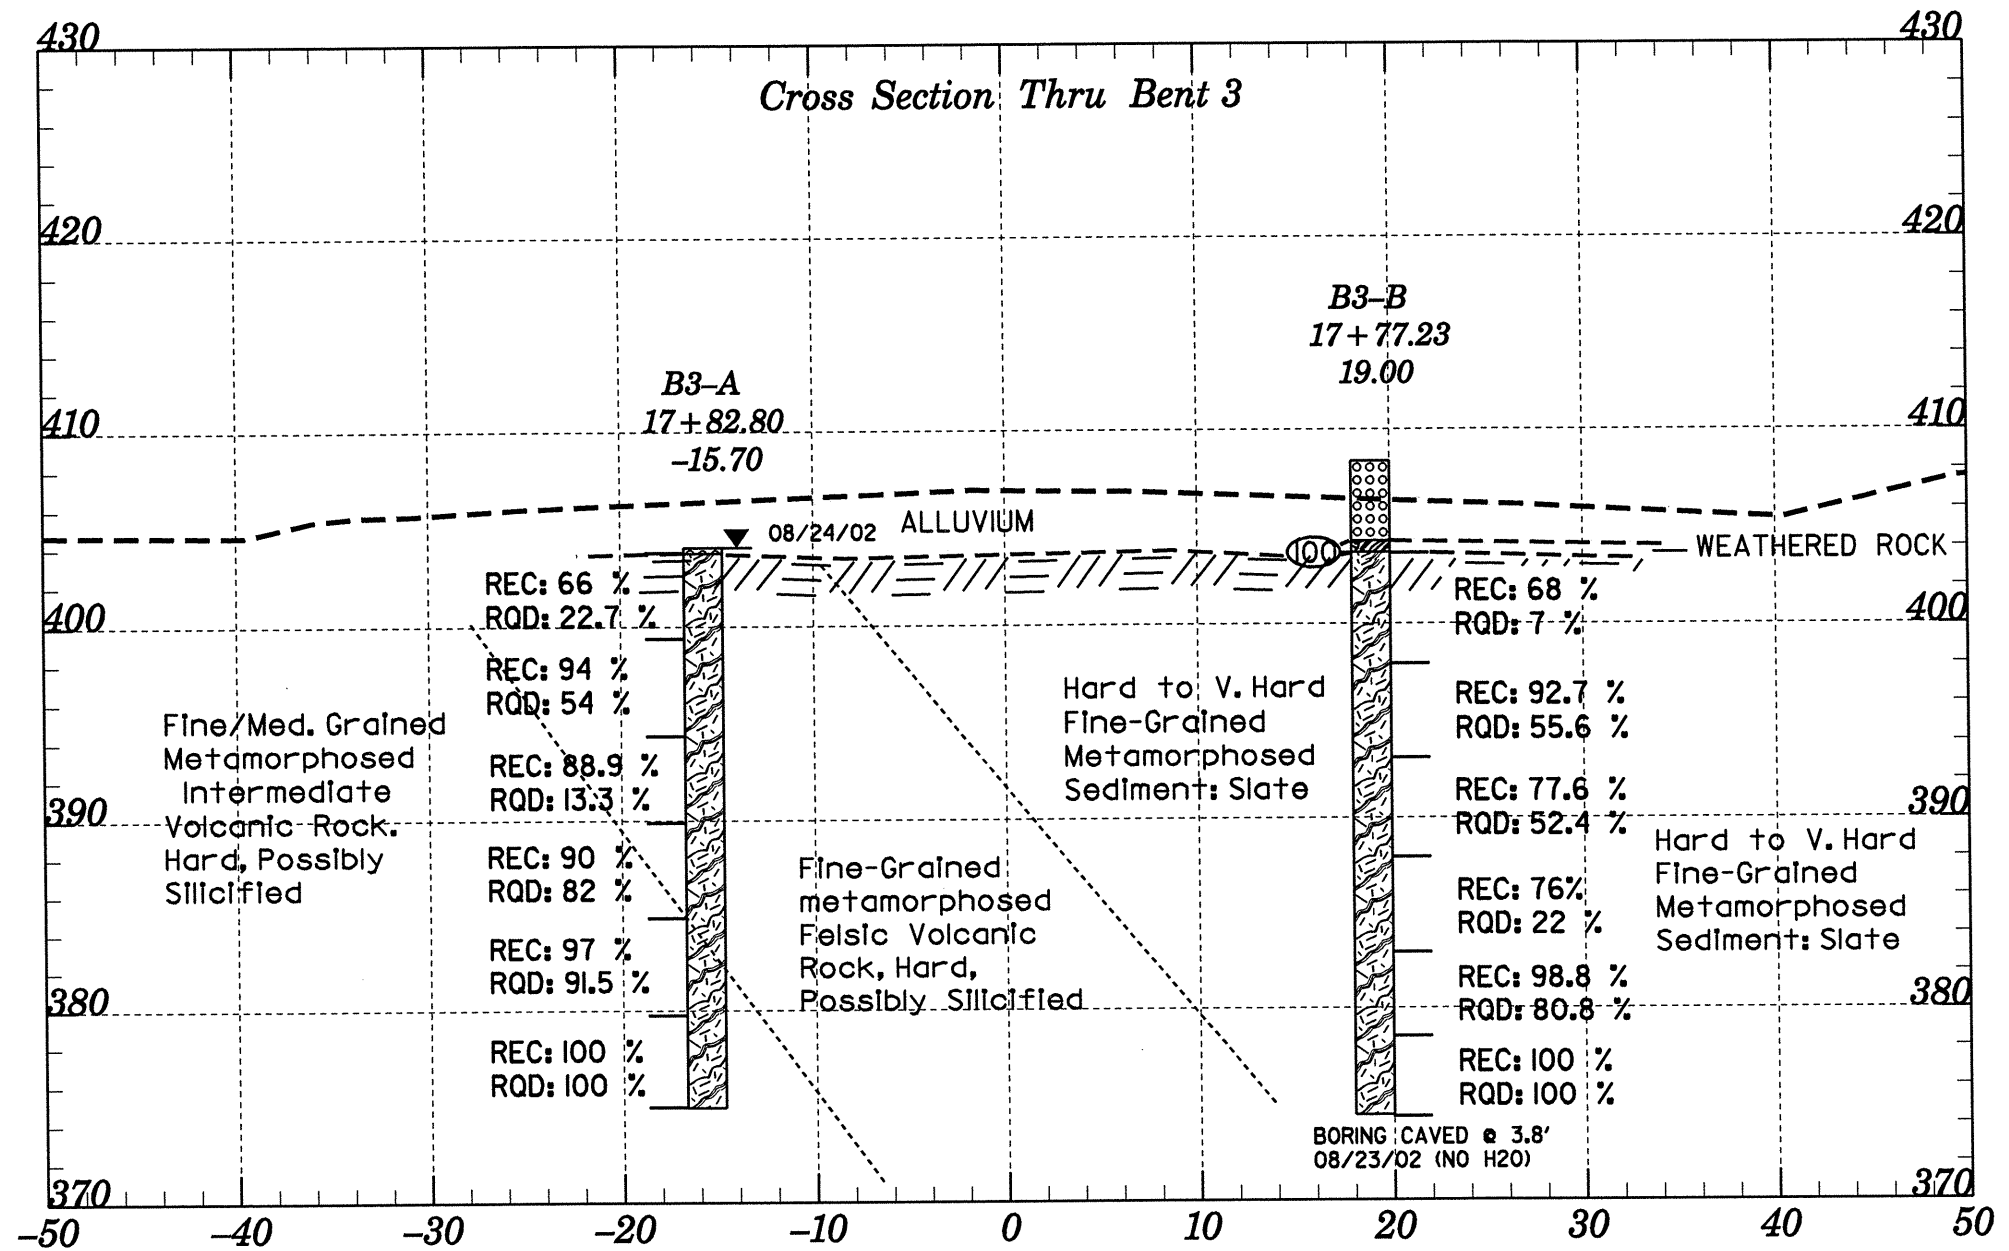 430
430
Cross Section Thru Bent 3
420
420
B3-B
17+77.23
19.00
B3-A
17+82.80
-15.70
410
410
08/24/02
ALLUVIUM
100
WEATHERED ROCK
REC: 66 %
RQD: 22.7 %
REC: 68 %
RQD: 7 %
400
400
REC: 94 %
RQD: 54 %
Hard to V. Hard
Fine-Grained
Metamorphosed
Sediment: Slate
REC: 92.7 %
RQD: 55.6 %
Fine/Med. Grained
Metamorphosed
Intermediate
Volcanic Rock.
Hard, Possibly
Silicified
REC: 88.9 %
RQD: 13.3 %
REC: 77.6 %
RQD: 52.4 %
390
390
REC: 90 %
RQD: 82 %
Fine-Grained
metamorphosed
Felsic Volcanic
Rock, Hard,
Possibly Silicified
REC: 76%
RQD: 22 %
Hard to V. Hard
Fine-Grained
Metamorphosed
Sediment: Slate
REC: 97 %
RQD: 91.5 %
REC: 98.8 %
RQD: 80.8 %
380
380
REC: 100 %
RQD: 100 %
REC: 100 %
RQD: 100 %
BORING CAVED @ 3.8'
08/23/02 (NO H2O)
370
370
-50 -40 -30 -20 -10 0 10 20 30 40 50